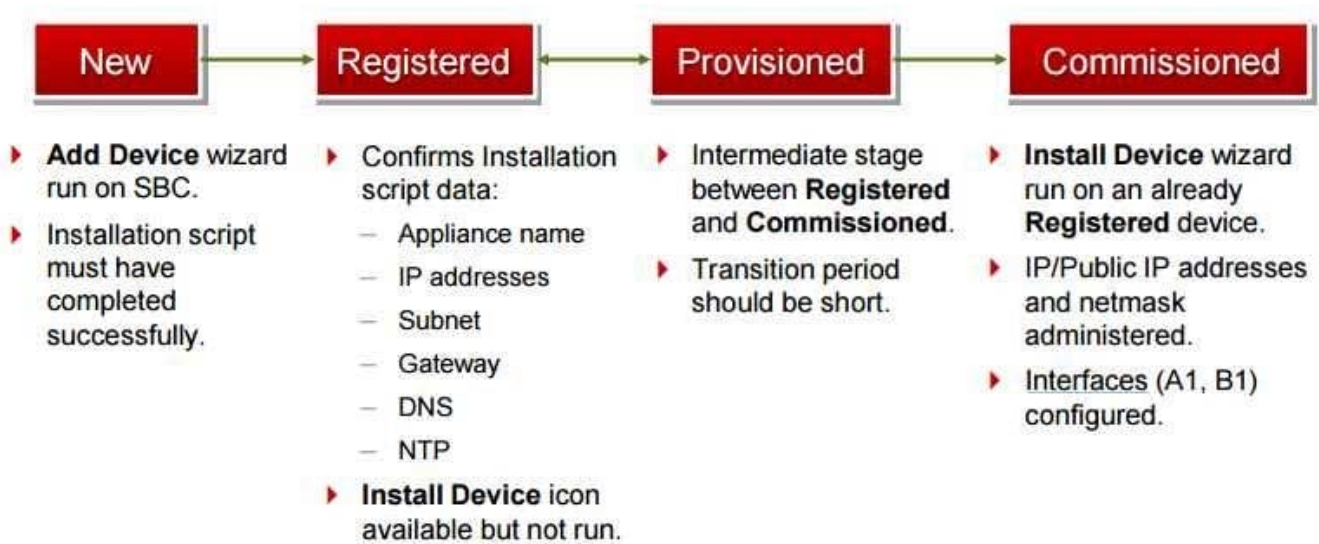 New
Registered
Provisioned
Commissioned
Add Device wizard
run on SBC.
Installation script
must have
completed
successfully.
Confirms Installation
script data:
– Appliance name
– IP addresses
– Subnet
– Gateway
– DNS
– NTP
Install Device icon
available but not run.
Intermediate stage
between Registered
and Commissioned.
Transition period
should be short.
Install Device wizard
run on an already
Registered device.
IP/Public IP addresses
and netmask
administered.
Interfaces (A1, B1)
configured.